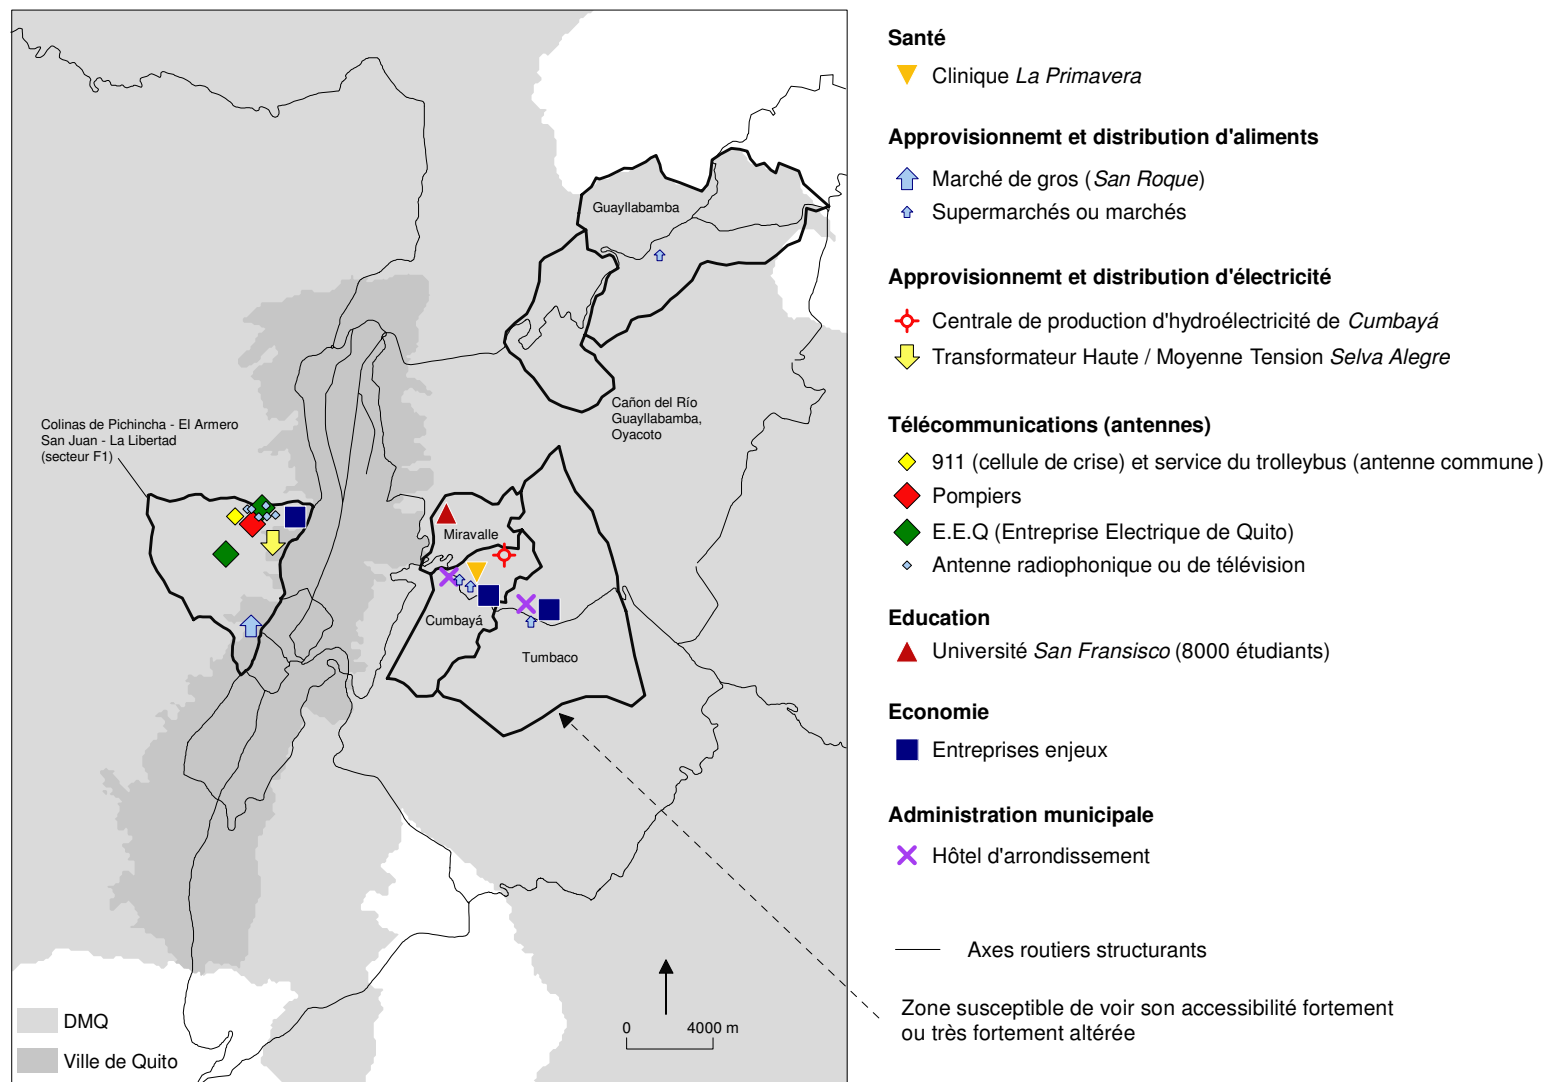 Guayllabamba
Cañon del Río
Guayllabamba,
Oyacoto
Colinas de Pichincha - El Armero
San Juan - La Libertad
(secteur F1)
Miravalle
Cumbayá
Tumbaco
DMQ
Ville de Quito
0 4000 m
Santé
Clinique La Primavera
Approvisionnemt et distribution d'aliments
Marché de gros (San Roque)
Supermarchés ou marchés
Approvisionnemt et distribution d'électricité
Centrale de production d'hydroélectricité de Cumbayá
Transformateur Haute / Moyenne Tension Selva Alegre
Télécommunications (antennes)
911 (cellule de crise) et service du trolleybus (antenne commune)
Pompiers
E.E.Q (Entreprise Electrique de Quito)
Antenne radiophonique ou de télévision
Education
Université San Fransisco (8000 étudiants)
Economie
Entreprises enjeux
Administration municipale
Hôtel d'arrondissement
Axes routiers structurants
Zone susceptible de voir son accessibilité fortement
ou très fortement altérée